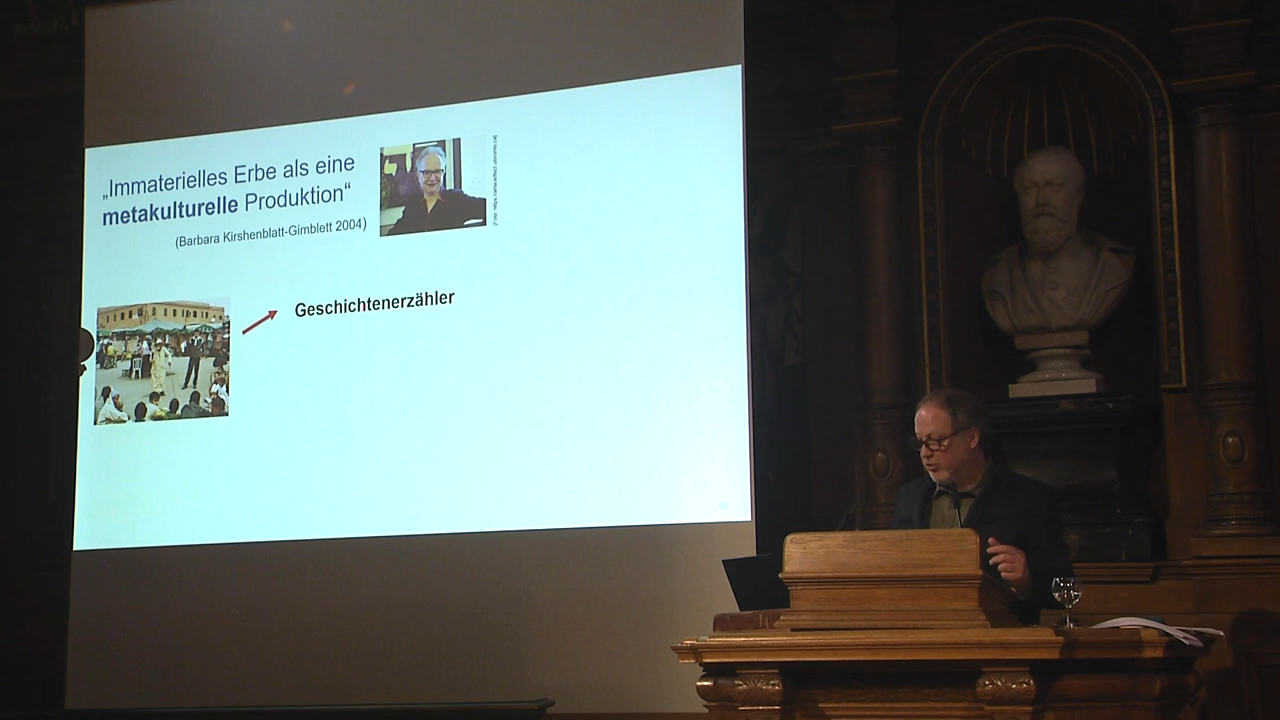 „Immaterielles Erbe als eine
metakulturelle Produktion“
(Barbara Kirshenblatt-Gimblett 2004)
Geschichtenerzähler